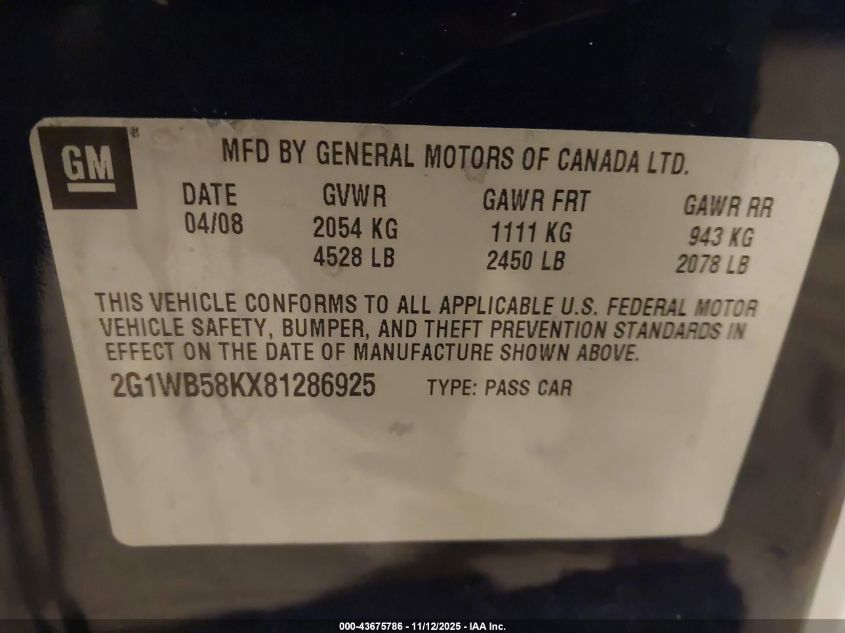 GM®
MFD BY GENERAL MOTORS OF CANADA LTD.
DATE GVWR GAWR FRT GAWR RR
04/08 2054 KG 1111 KG 943 KG
4528 LB 2450 LB 2078 LB
THIS VEHICLE CONFORMS TO ALL APPLICABLE U.S. FEDERAL MOTOR
VEHICLE SAFETY, BUMPER, AND THEFT PREVENTION STANDARDS IN
EFFECT ON THE DATE OF MANUFACTURE SHOWN ABOVE.
2G1WB58KX81286925 TYPE: PASS CAR
000-43675786 - 11/12/2025 - IAA Inc.